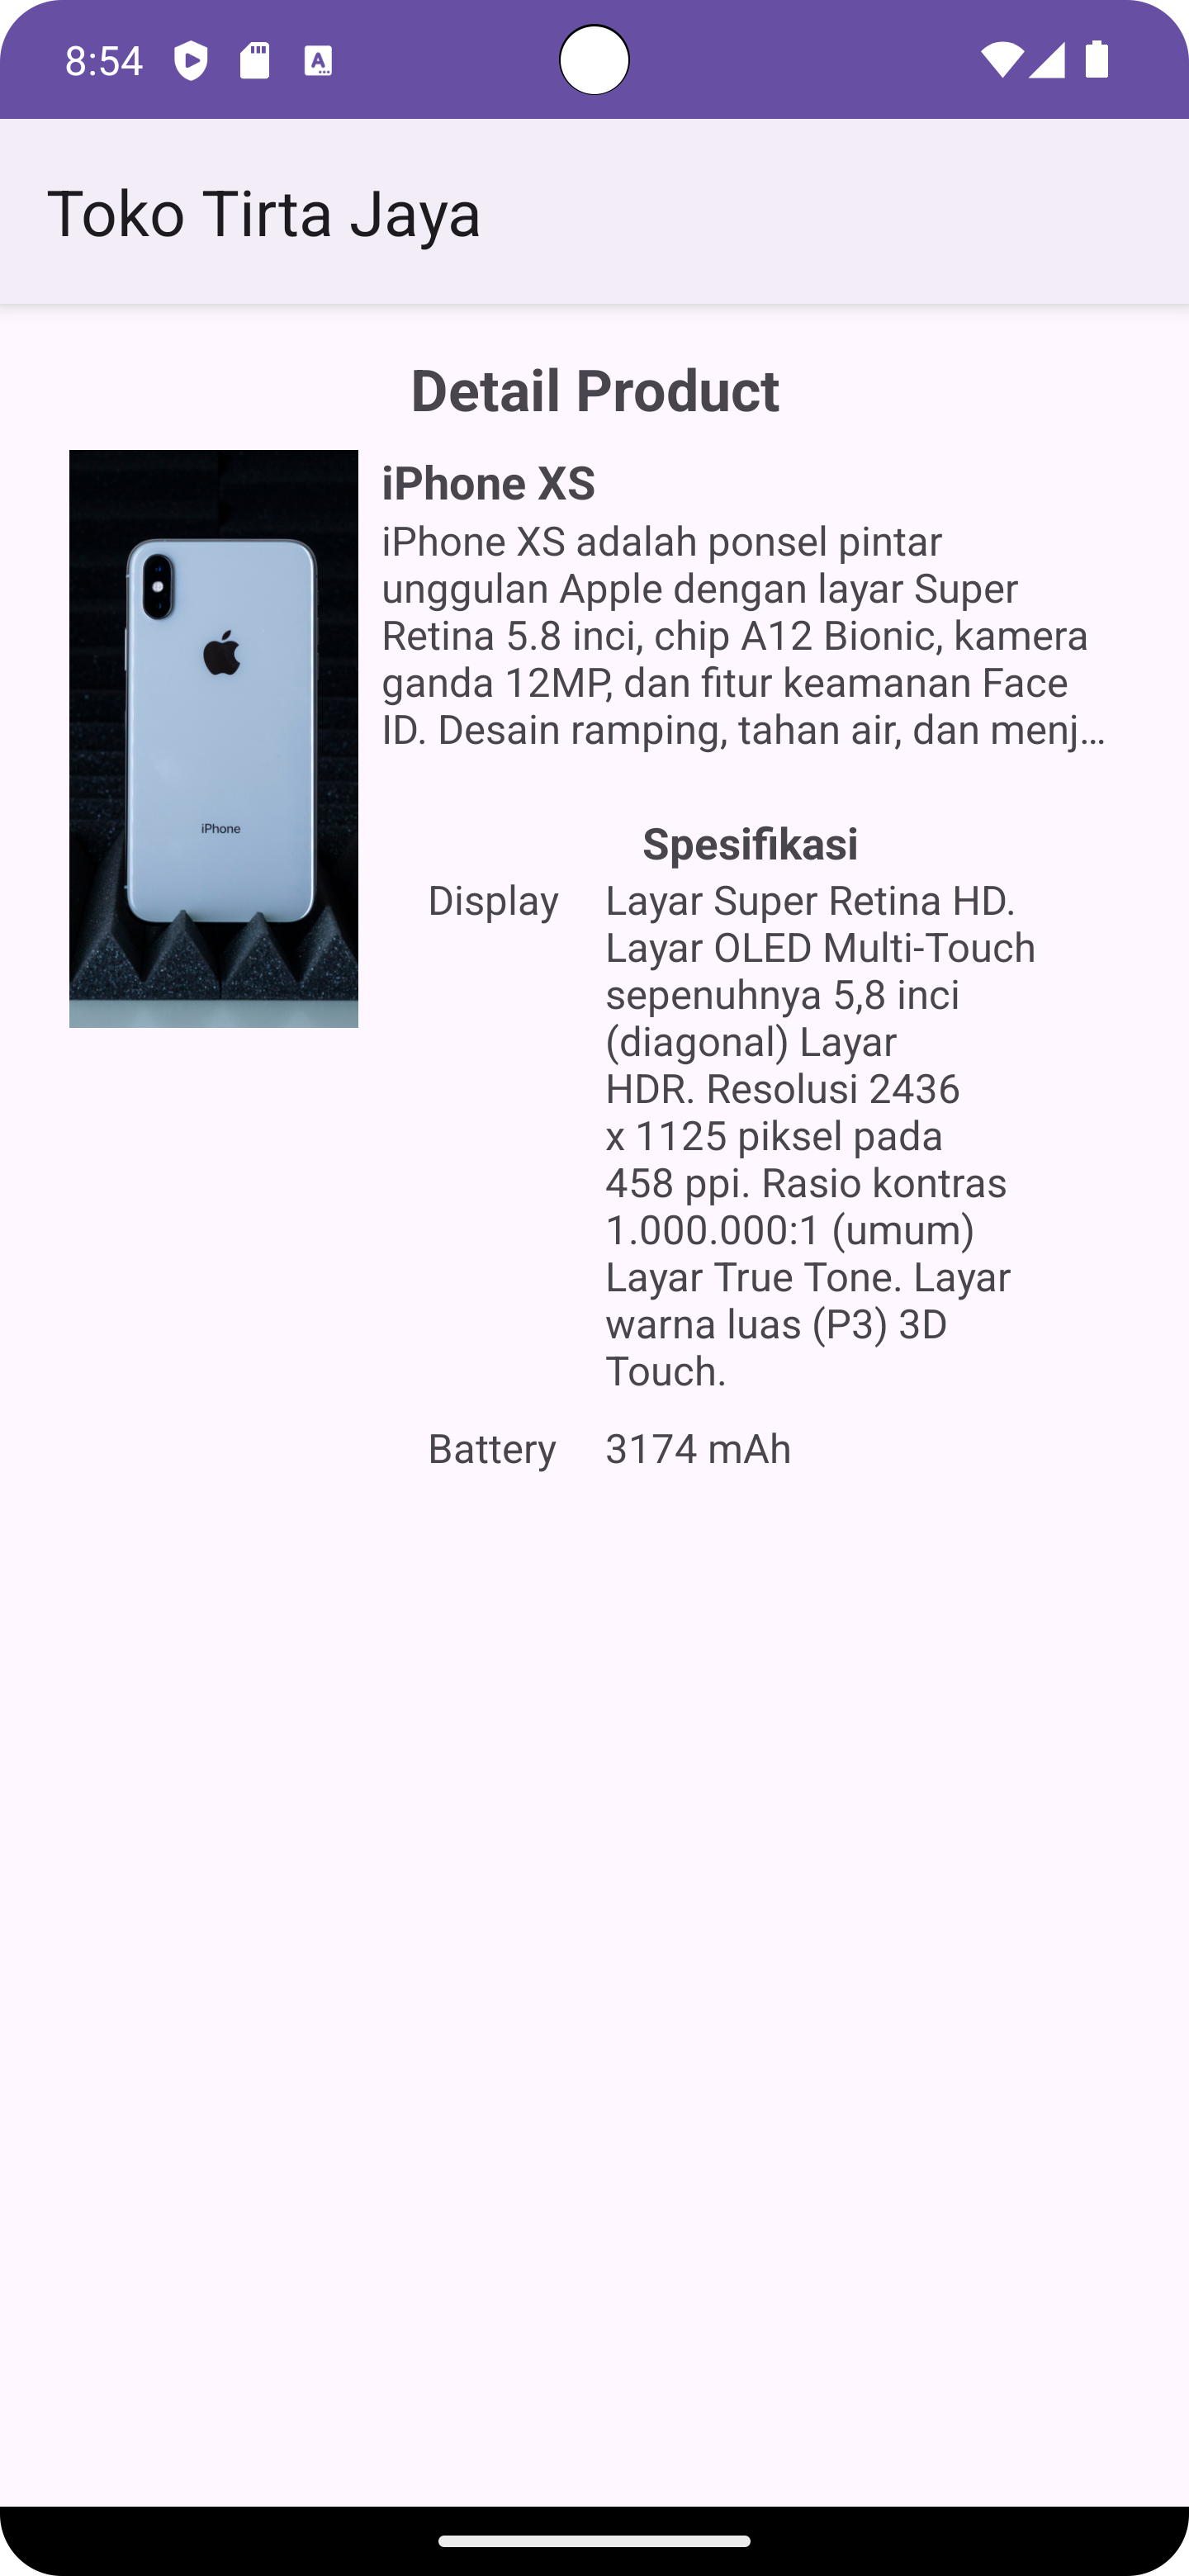 8:54
Toko Tirta Jaya
Detail Product
iPhone XS
iPhone XS adalah ponsel pintar
unggulan Apple dengan layar Super
Retina 5.8 inci, chip A12 Bionic, kamera
ganda 12MP, dan fitur keamanan Face
ID. Desain ramping, tahan air, dan menj…
iPhone
Spesifikasi
Display
Layar Super Retina HD.
Layar OLED Multi-Touch
sepenuhnya 5,8 inci
(diagonal) Layar
HDR. Resolusi 2436
x 1125 piksel pada
458 ppi. Rasio kontras
1.000.000:1 (umum)
Layar True Tone. Layar
warna luas (P3) 3D
Touch.
Battery
3174 mAh